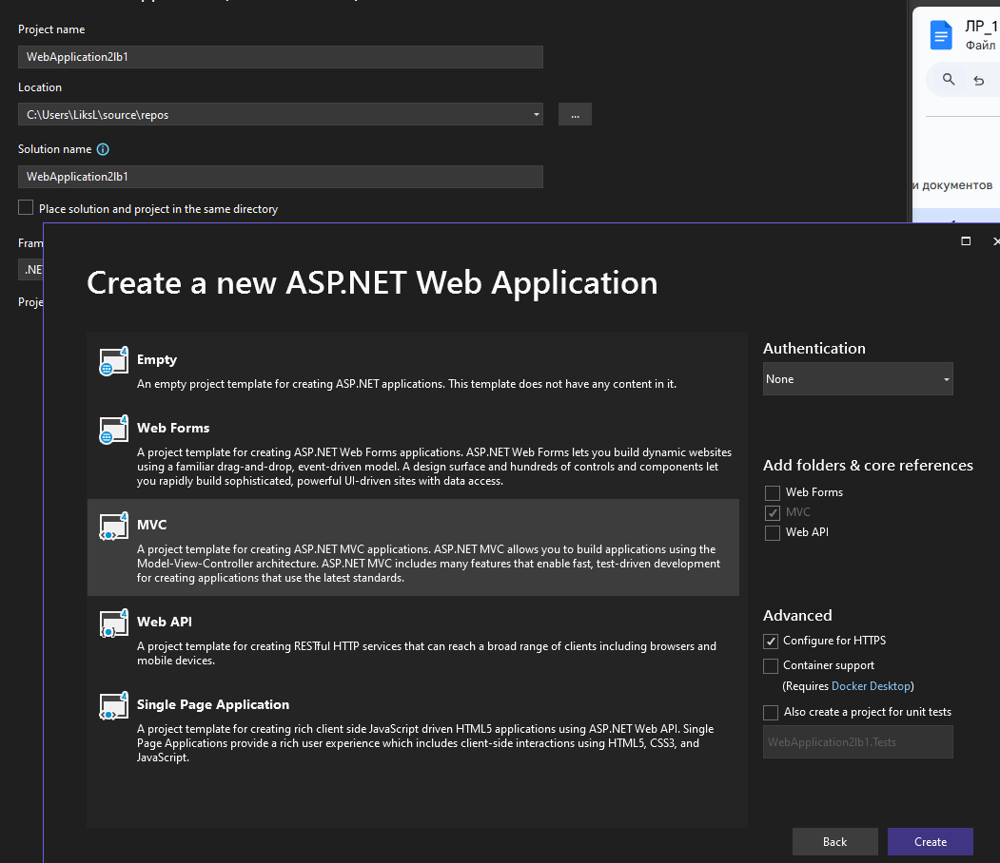 Project name
WebApplication2lb1
Location
C:\Users\LiksL\source\repos
...
Solution name
WebApplication2lb1
Place solution and project in the same directory
Fram
.NE
Proje
ЛР_1
Файл
и документов
Create a new ASP.NET Web Application
Empty
An empty project template for creating ASP.NET applications. This template does not have any content in it.
Web Forms
A project template for creating ASP.NET Web Forms applications. ASP.NET Web Forms lets you build dynamic websites
using a familiar drag-and-drop, event-driven model. A design surface and hundreds of controls and components let
you rapidly build sophisticated, powerful UI-driven sites with data access.
MVC
A project template for creating ASP.NET MVC applications. ASP.NET MVC allows you to build applications using the
Model-View-Controller architecture. ASP.NET MVC includes many features that enable fast, test-driven development
for creating applications that use the latest standards.
Web API
A project template for creating RESTful HTTP services that can reach a broad range of clients including browsers and
mobile devices.
Single Page Application
A project template for creating rich client side JavaScript driven HTML5 applications using ASP.NET Web API. Single
Page Applications provide a rich user experience which includes client-side interactions using HTML5, CSS3, and
JavaScript.
Authentication
None
Add folders & core references
Web Forms
MVC
Web API
Advanced
Configure for HTTPS
Container support
(Requires Docker Desktop)
Also create a project for unit tests
WebApplication2lb1.Tests
Back
Create